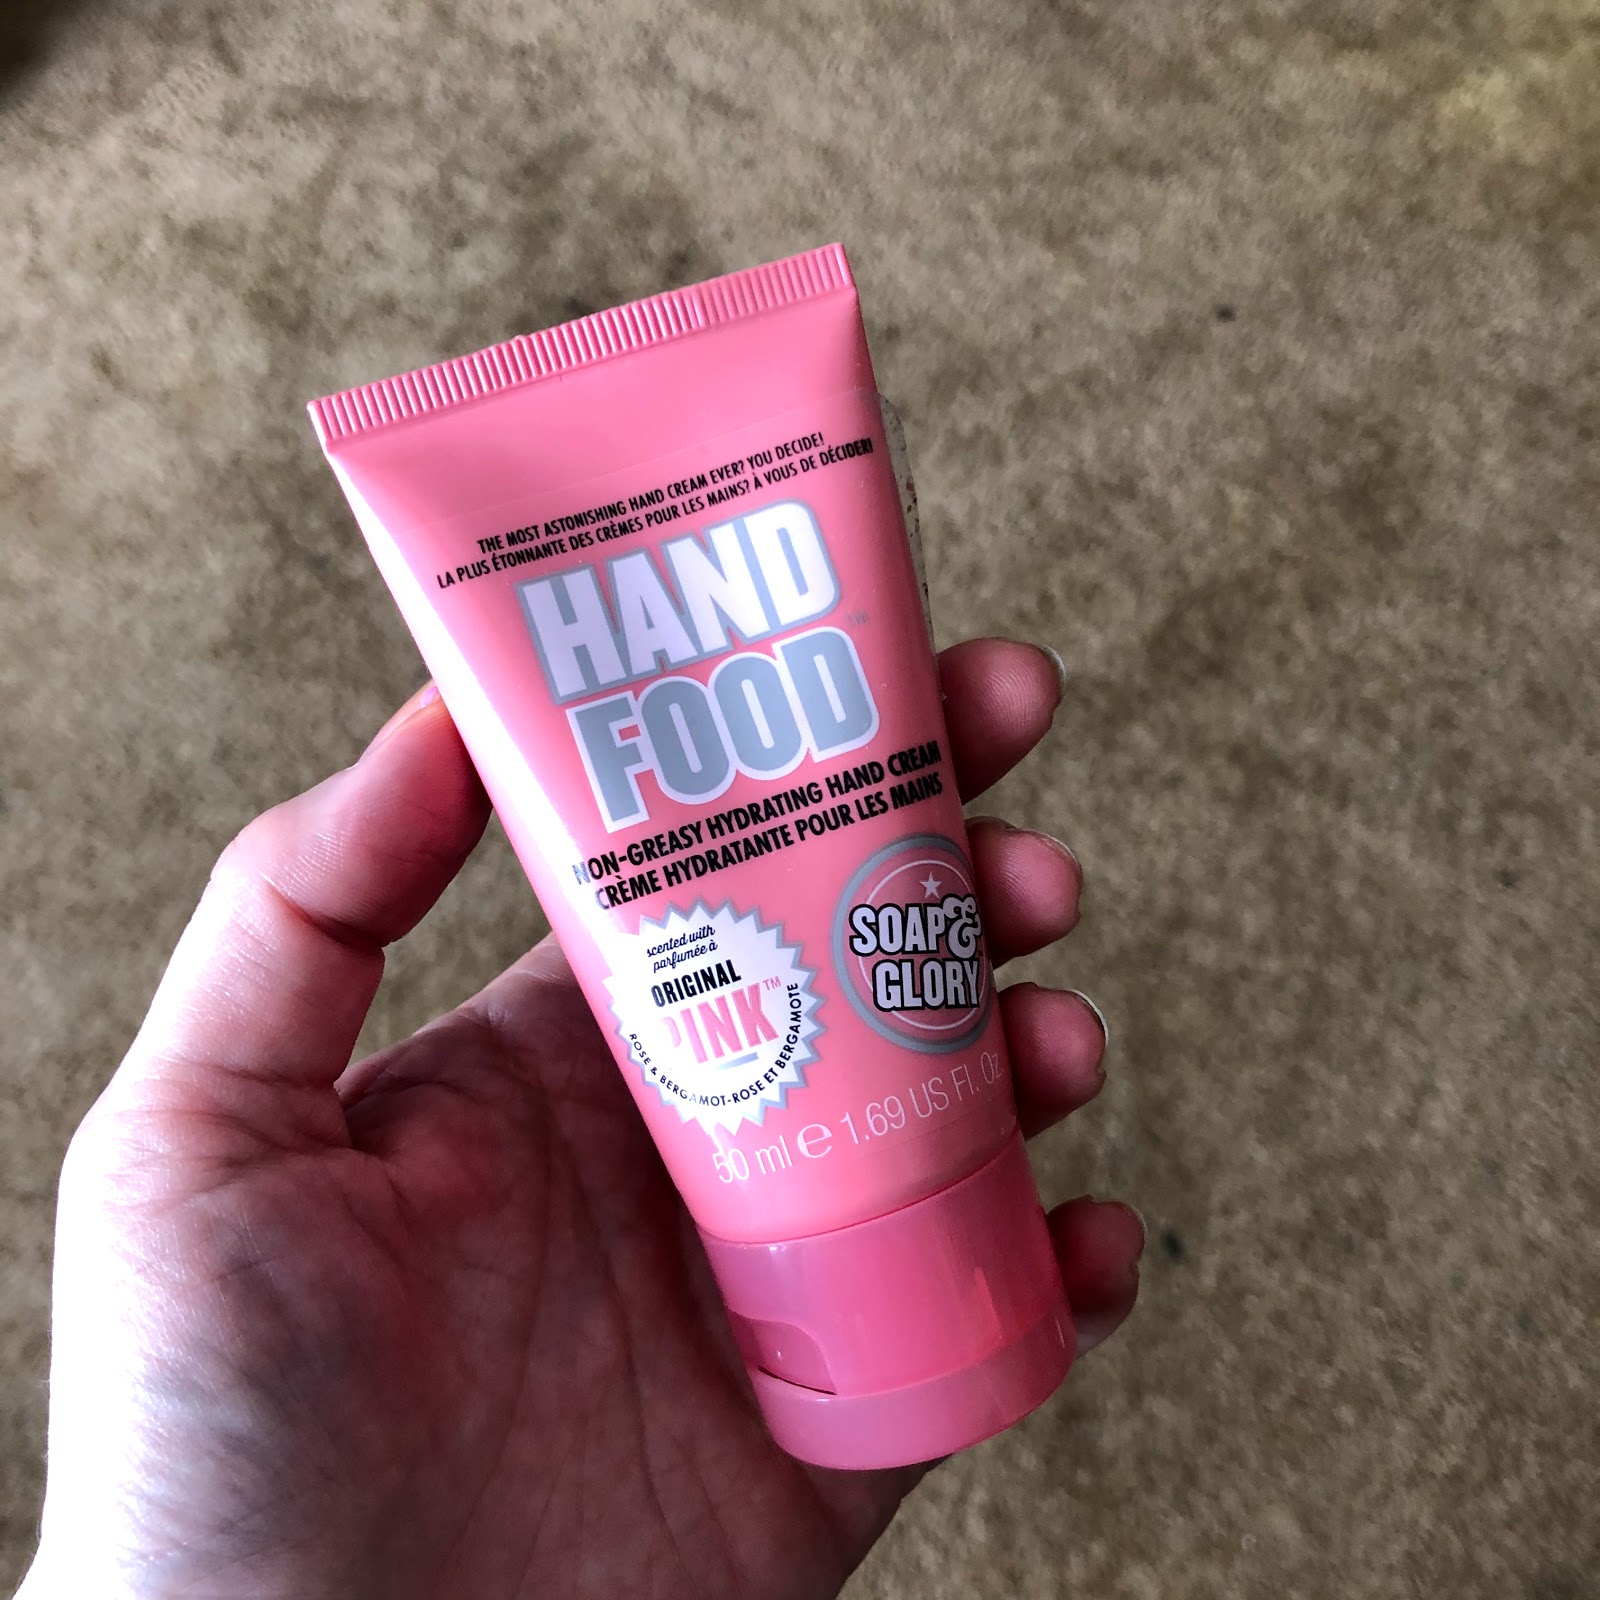 THE MOST ASTONISHING HAND CREAM EVER? YOU DECIDE!
LA PLUS ÉTONNANTE DES CRÈMES POUR LES MAINS? À VOUS DE DÉCIDER!
HAND
FOOD™
NON-GREASY HYDRATING HAND CREAM
CRÈME HYDRATANTE POUR LES MAINS
scented with
parfumée à
ORIGINAL
PINK™
ROSE & BERGAMOT-ROSE ET BERGAMOTE
SOAP&
GLORY
50 ml e 1.69 US Fl. Oz